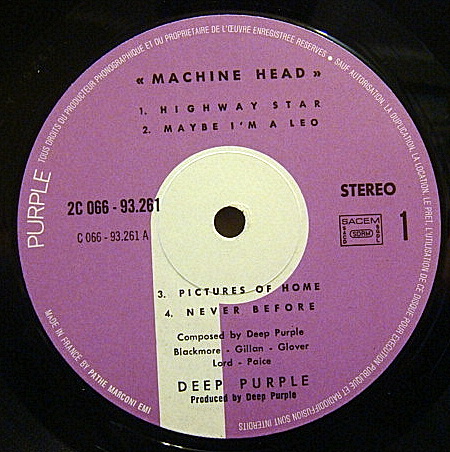 TOUS DROITS DU PRODUCTEUR PHONOGRAPHIQUE ET DU PROPRIETAIRE DE L'ŒUVRE ENREGISTREE RESERVES • SAUF AUTORISATION, LA DUPLICATION, LA LOCATION, LE PRET, L'UTILISATION DE CE DISQUE POUR EXECUTION PUBLIQUE ET RADIODIFFUSION SONT INTERDITS
« MACHINE HEAD »
1. HIGHWAY STAR
2. MAYBE I'M A LEO
PURPLE
2C 066 - 93.261
C 066 - 93.261 A
STEREO
SACEM
SDRM
1
3. PICTURES OF HOME
4. NEVER BEFORE
Composed by Deep Purple
Blackmore - Gillan - Glover
Lord - Paice
DEEP PURPLE
Produced by Deep Purple
MADE IN FRANCE BY PATHE MARCONI EMI